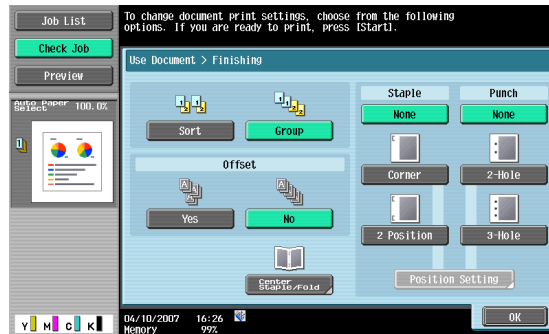 Job List
Check Job
Preview
Auto Paper
Select 100.0%
To change document print settings, choose from the following
options. If you are ready to print, press [Start].
Use Document > Finishing
Sort
Group
Offset
Yes
No
Center
Staple/Fold
Staple
Punch
None
None
Corner
2-Hole
2 Position
3-Hole
Position Setting
Y M C K
04/10/2007 16:26
Memory 99%
OK